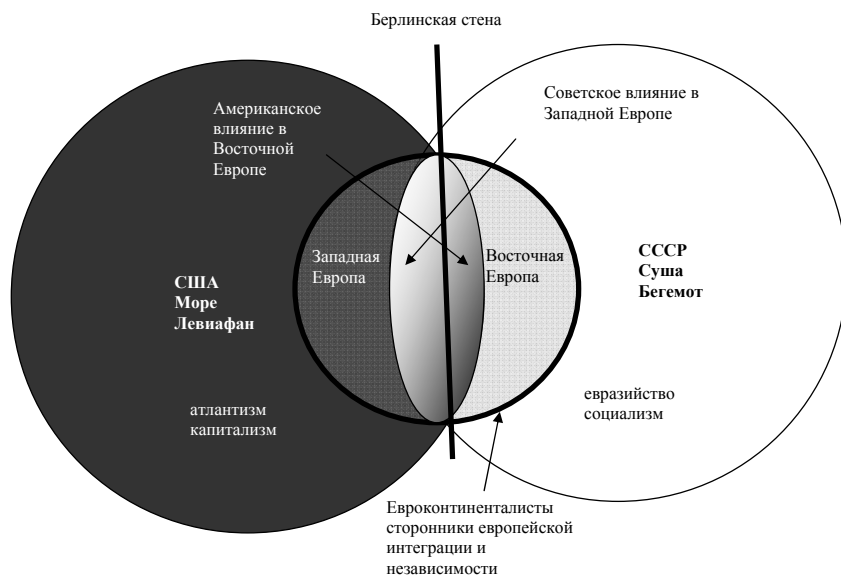 Берлинская стена
Американское
влияние в
Восточной
Европе
Советское влияние в
Западной Европе
Западная
Европа
Восточная
Европа
США
Море
Левиафан
СССР
Суша
Бегемот
атлантизм
капитализм
евразийство
социализм
Евроконтиненталисты
сторонники европейской
интеграции и
независимости